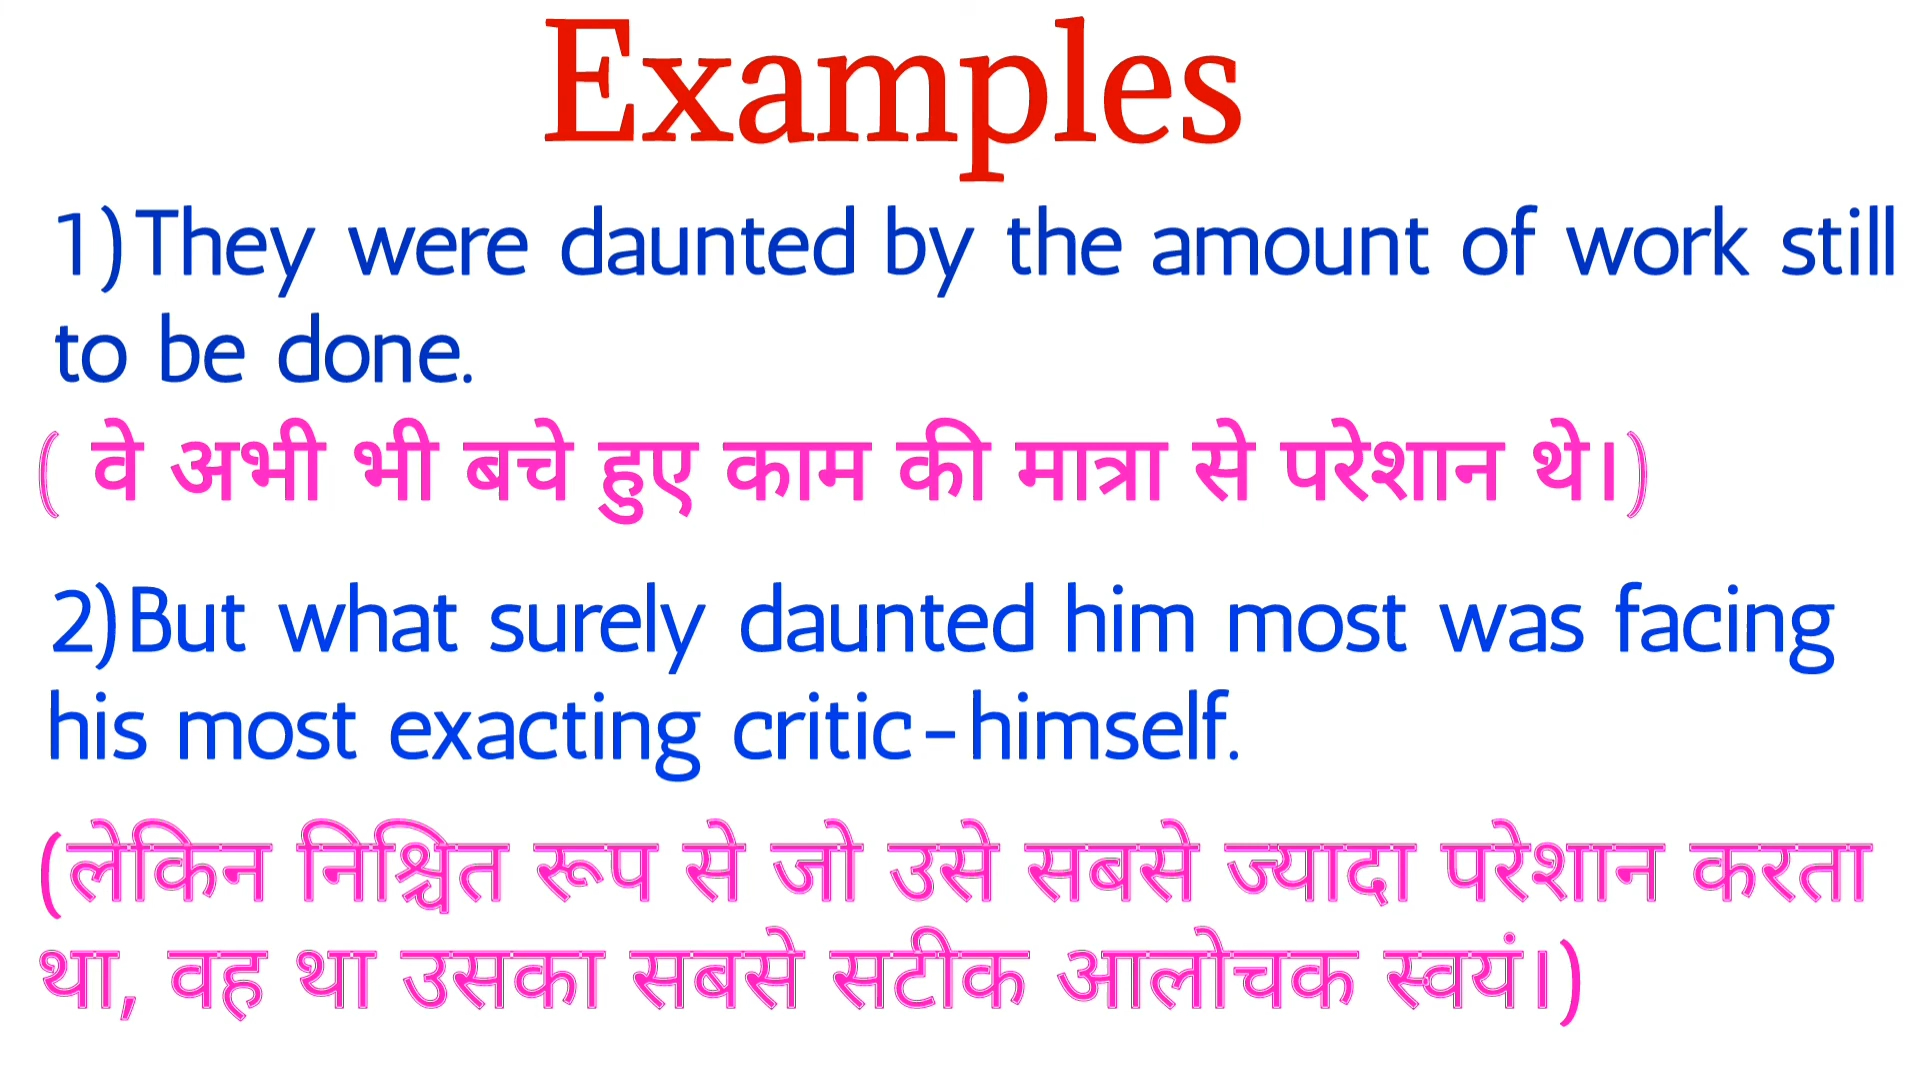 Examples
1)They were daunted by the amount of work still
to be done.
( वे अभी भी बचे हुए काम की मात्रा से परेशान थे।)
2)But what surely daunted him most was facing
his most exacting critic-himself.
(लेकिन निश्चित रूप से जो उसे सबसे ज्यादा परेशान करता
था, वह था उसका सबसे सटीक आलोचक स्वयं।)